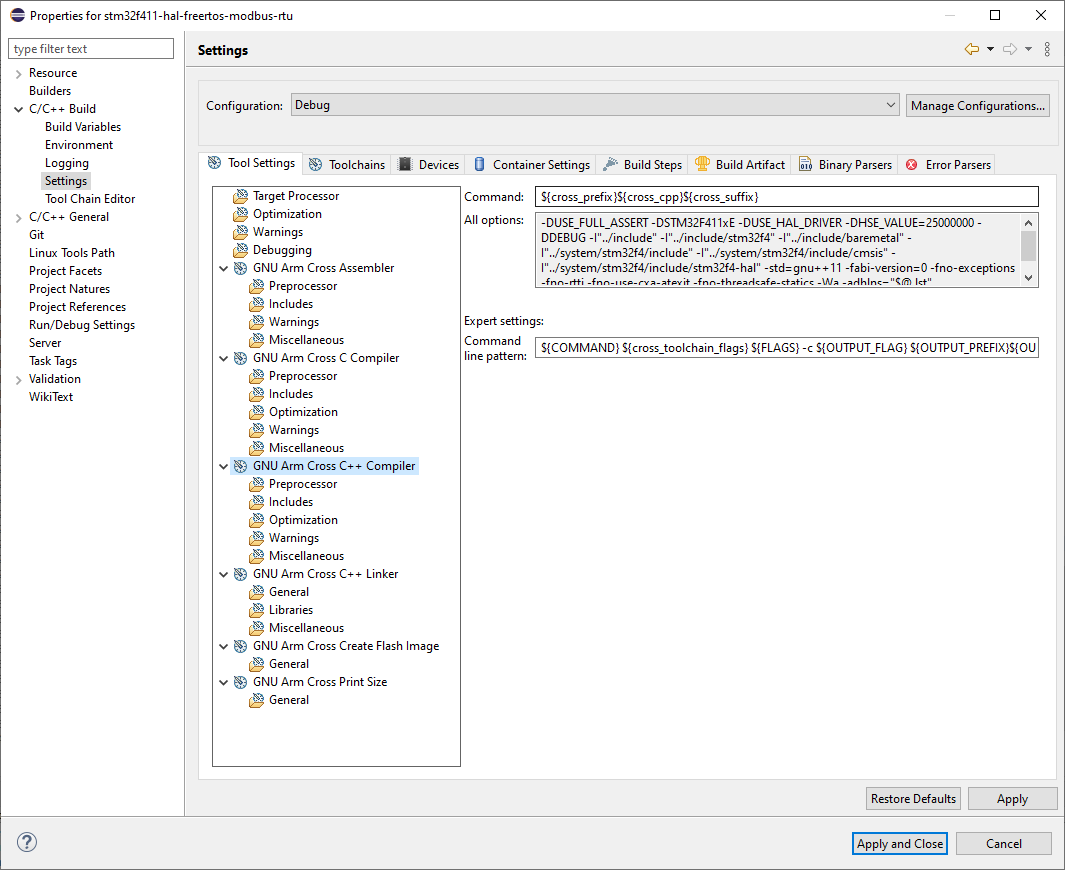 Properties for stm32f411-hal-freertos-modbus-rtu
type filter text
Resource
Builders
C/C++ Build
Build Variables
Environment
Logging
Settings
Tool Chain Editor
C/C++ General
Git
Linux Tools Path
Project Facets
Project Natures
Project References
Run/Debug Settings
Server
Task Tags
Validation
WikiText
Settings
Configuration:
Debug
Manage Configurations...
Tool Settings
Toolchains
Devices
Container Settings
Build Steps
Build Artifact
Binary Parsers
Error Parsers
Target Processor
Optimization
Warnings
Debugging
GNU Arm Cross Assembler
Preprocessor
Includes
Warnings
Miscellaneous
GNU Arm Cross C Compiler
Preprocessor
Includes
Optimization
Warnings
Miscellaneous
GNU Arm Cross C++ Compiler
Preprocessor
Includes
Optimization
Warnings
Miscellaneous
GNU Arm Cross C++ Linker
General
Libraries
Miscellaneous
GNU Arm Cross Create Flash Image
General
GNU Arm Cross Print Size
General
Command:
${cross_prefix}${cross_cpp}${cross_suffix}
All options:
-DUSE_FULL_ASSERT -DSTM32F411xE -DUSE_HAL_DRIVER -DHSE_VALUE=25000000 -
DDEBUG -I"../include" -I"../include/stm32f4" -I"../include/baremetal" -
I"../system/stm32f4/include" -I"../system/stm32f4/include/cmsis" -
I"../system/stm32f4/include/stm32f4-hal" -std=gnu++11 -fabi-version=0 -fno-exceptions
-fno-rtti -fno-use-cxa-atexit -fno-threadsafe-statics -Wa,-adhlns="$@.lst"
Expert settings:
Command
line pattern:
${COMMAND} ${cross_toolchain_flags} ${FLAGS} -c ${OUTPUT_FLAG} ${OUTPUT_PREFIX}${OU
Restore Defaults
Apply
Apply and Close
Cancel